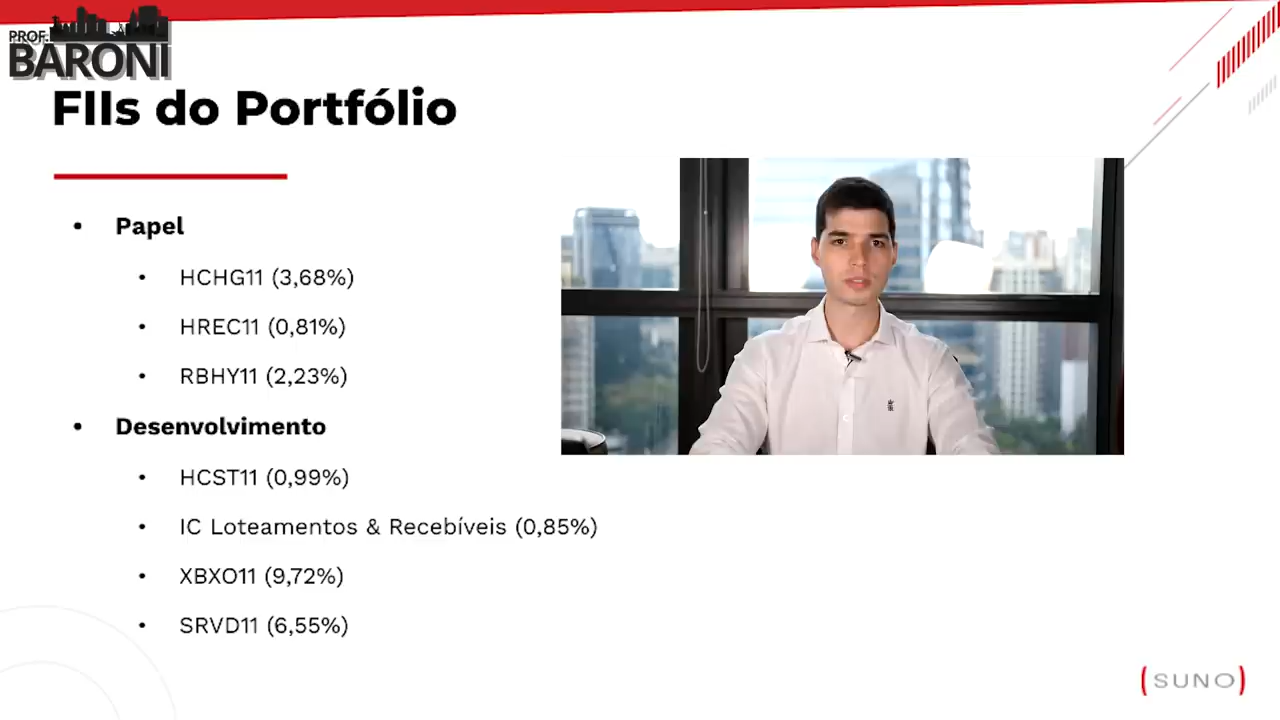 PROF.
BARONI
FIIs do Portfólio
• Papel
• HCHG11 (3,68%)
• HREC11 (0,81%)
• RBHY11 (2,23%)
• Desenvolvimento
• HCST11 (0,99%)
• IC Loteamentos & Recebíveis (0,85%)
• XBXO11 (9,72%)
• SRVD11 (6,55%)
(SUNO)